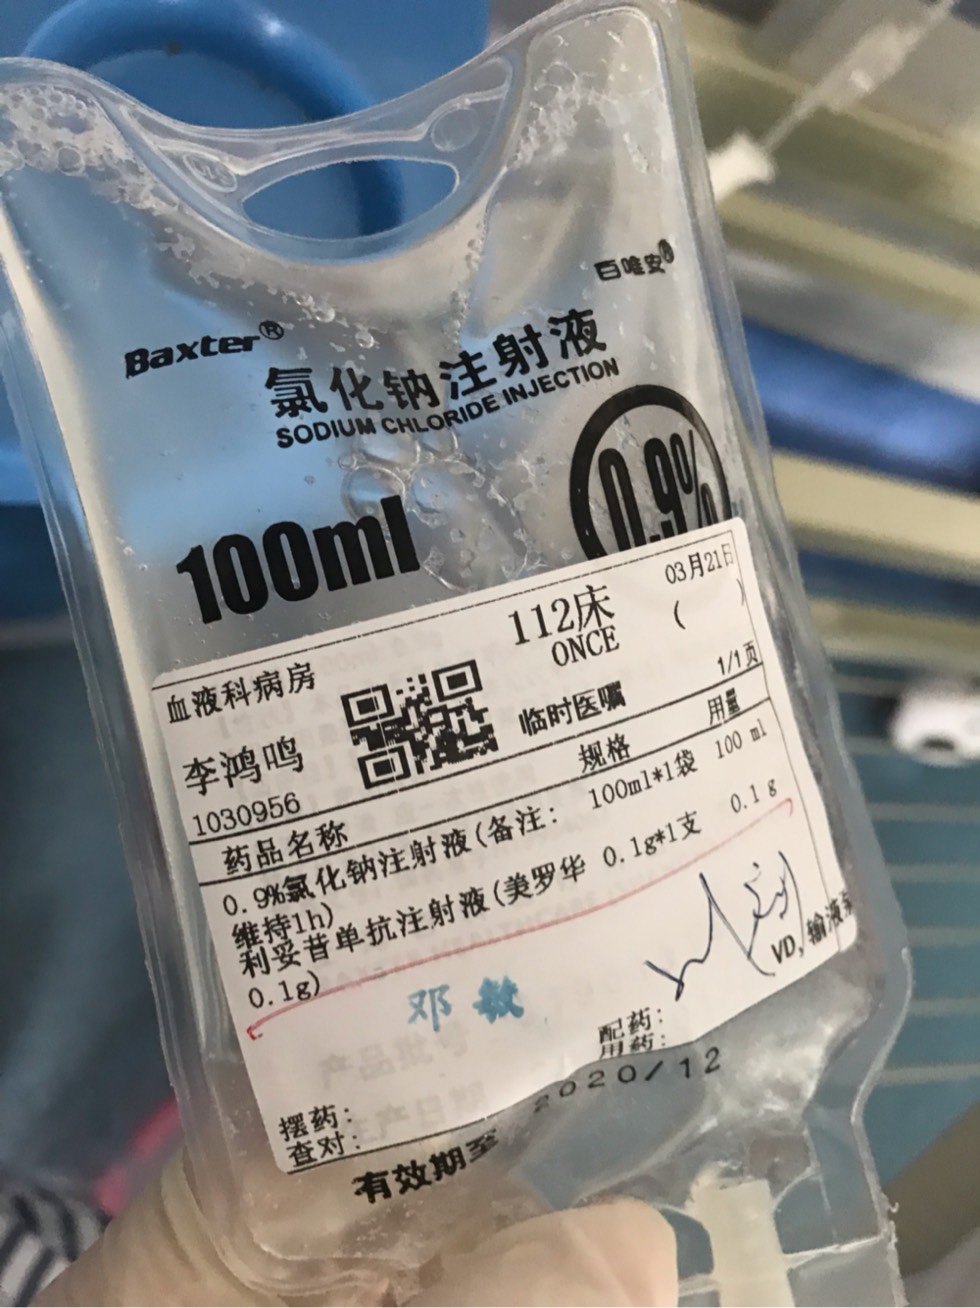 百唯安®
Baxter®
氯化钠注射液
SODIUM CHLORIDE INJECTION
0.9%
100ml
03月21日
112床 ( )
血液科病房
ONCE
1/1页
李鸿鸣
临时医嘱
1030956
药品名称 规格 用量
0.9%氯化钠注射液(备注: 100ml*1袋 100 ml
维持1h)
利妥昔单抗注射液(美罗华 0.1g*1支 0.1 g
0.1g)
VD, 输液泵
邓敏
配药:
用药:
摆药:
查对:
有效期至 2020/12